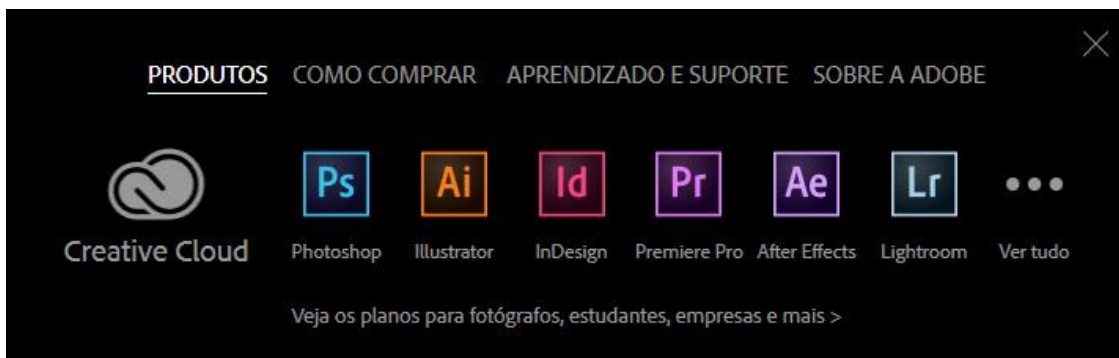 PRODUTOS COMO COMPRAR APRENDIZADO E SUPORTE SOBRE A ADOBE
Ps Ai Id Pr Ae Lr
Creative Cloud Photoshop Illustrator InDesign Premiere Pro After Effects Lightroom Ver tudo
Veja os planos para fotógrafos, estudantes, empresas e mais >